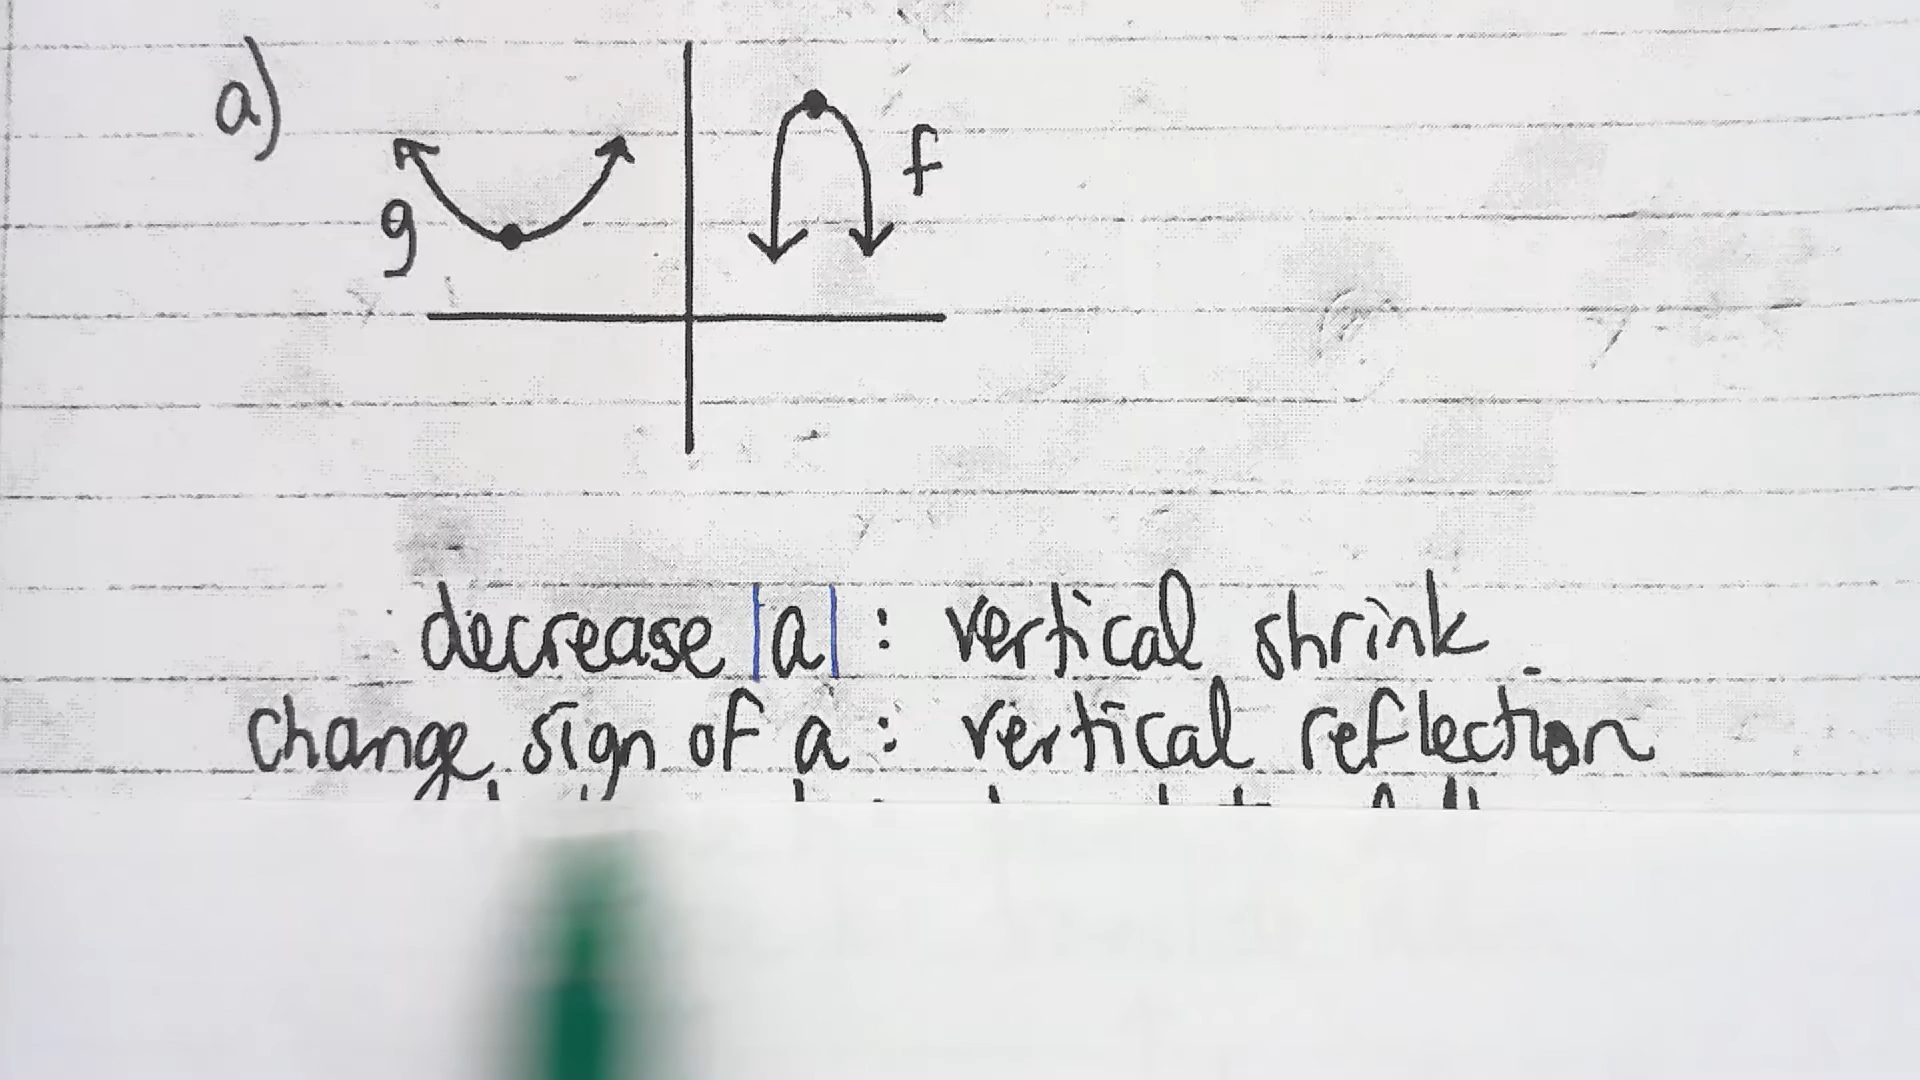 a)
g
f
decrease |a| : vertical shrink
change sign of a : vertical reflection